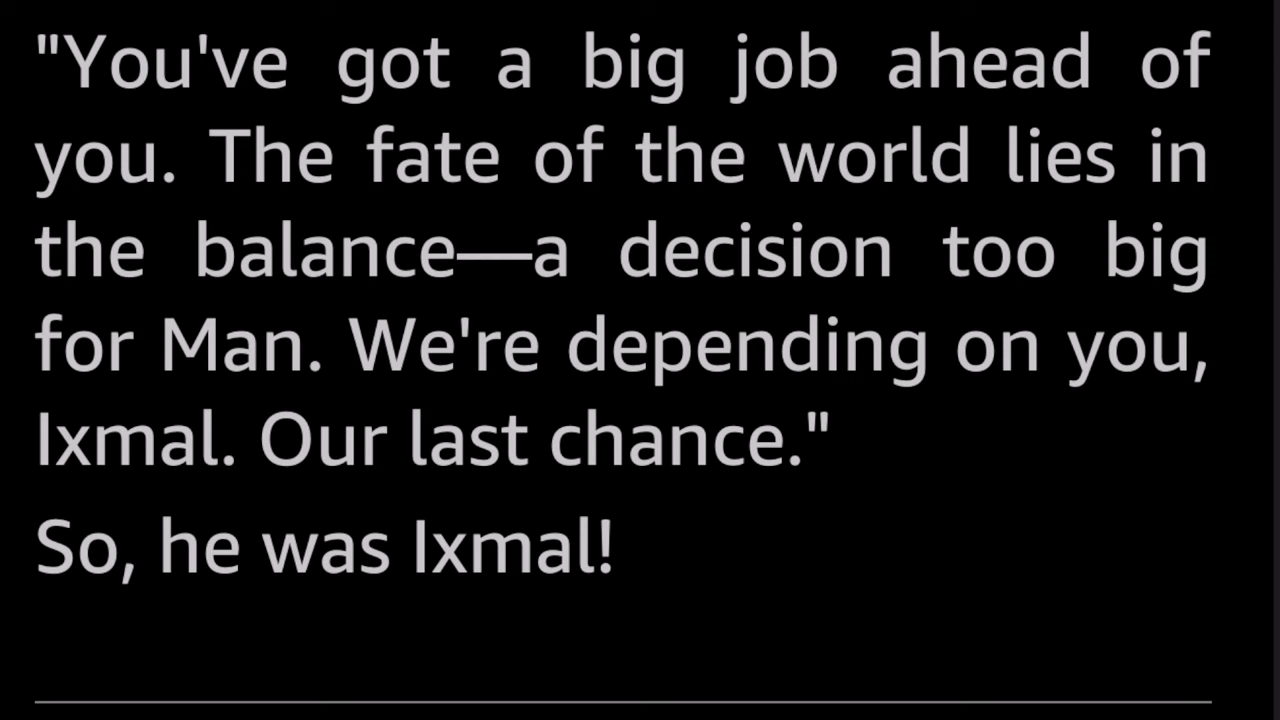 "You've got a big job ahead of
you. The fate of the world lies in
the balance—a decision too big
for Man. We're depending on you,
Ixmal. Our last chance."
So, he was Ixmal!